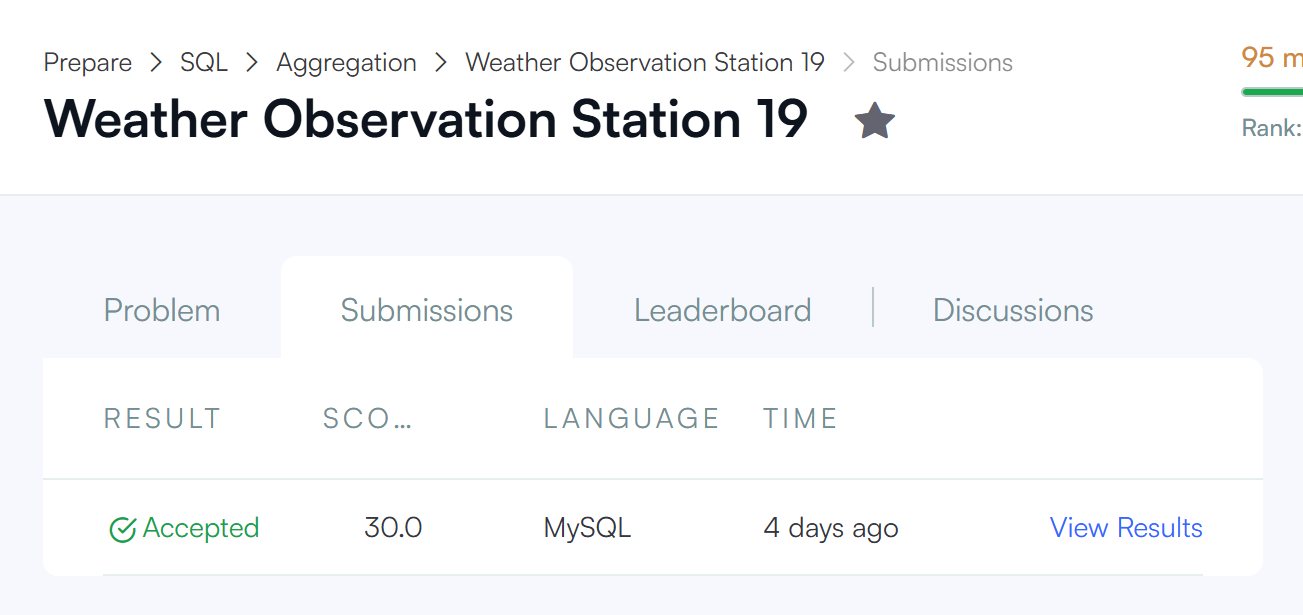 Prepare > SQL > Aggregation > Weather Observation Station 19 > Submissions
95 m
Weather Observation Station 19
Rank:
Problem Submissions Leaderboard Discussions
RESULT SCO... LANGUAGE TIME
Accepted 30.0 MySQL 4 days ago View Results